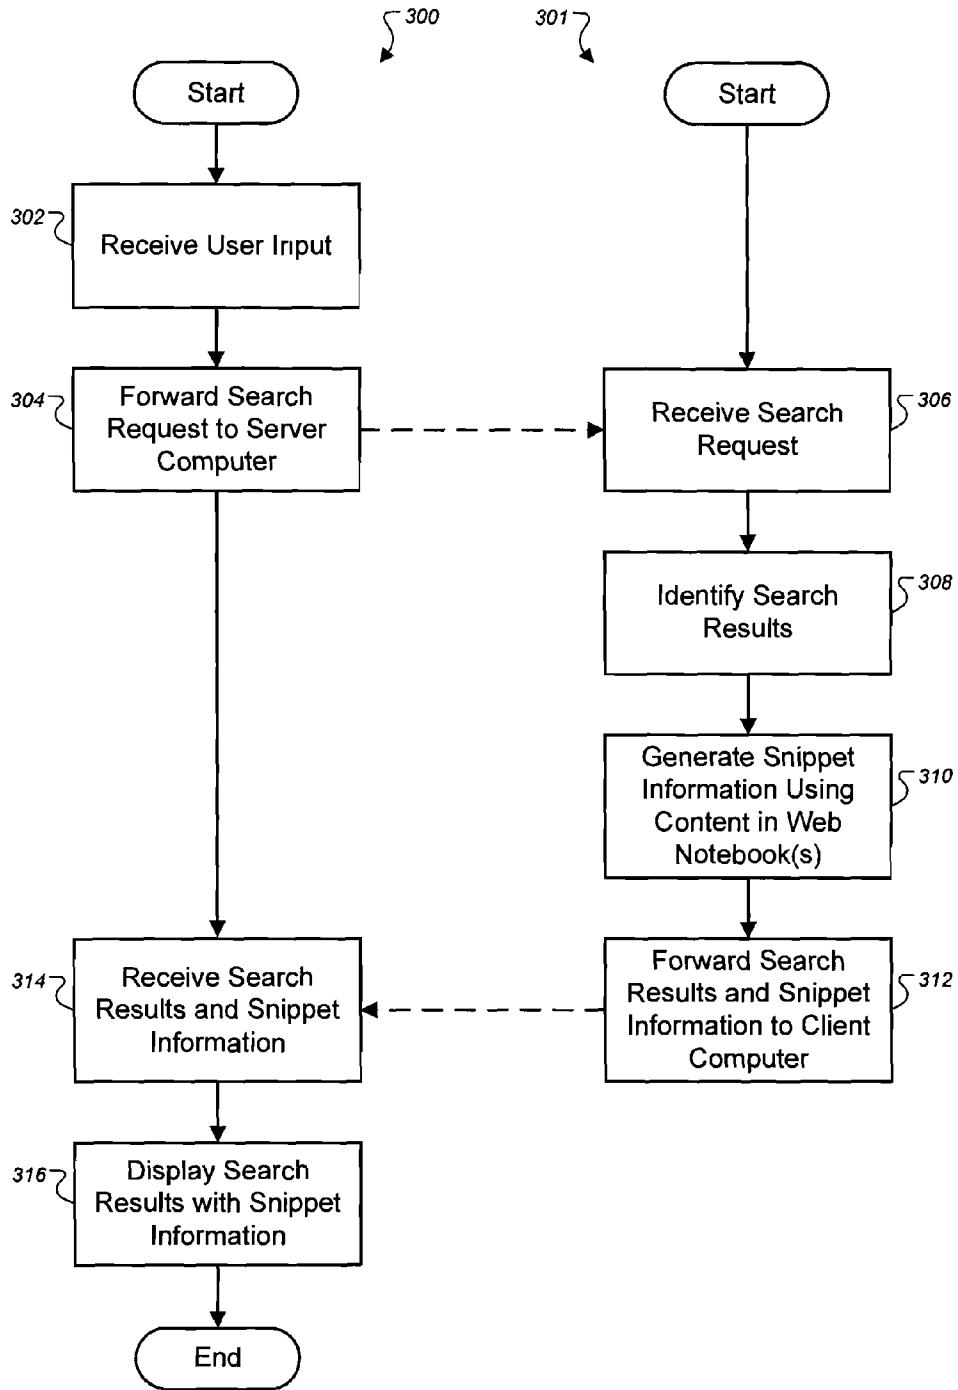 300
301
Start
Start
302
Receive User Input
304
Forward Search
Request to Server
Computer
Receive Search
Request
306
Identify Search
Results
308
Generate Snippet
Information Using
Content in Web
Notebook(s)
310
314
Receive Search
Results and Snippet
Information
Forward Search
Results and Snippet
Information to Client
Computer
312
316
Display Search
Results with Snippet
Information
End